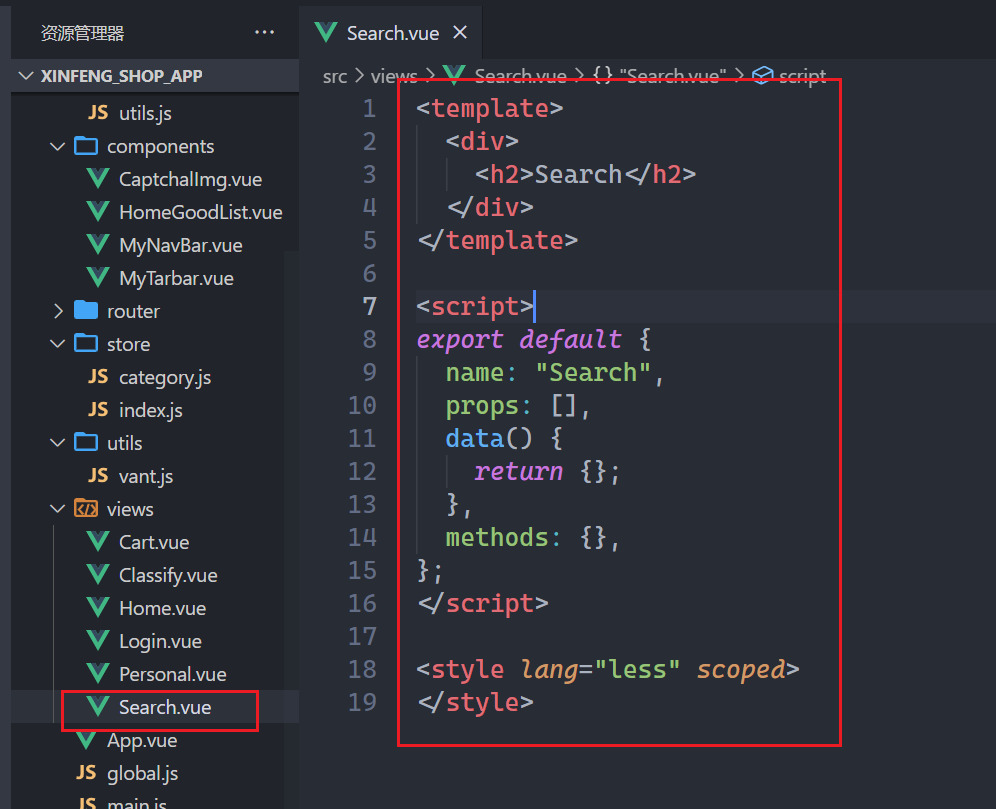 资源管理器
···
XINFENG_SHOP_APP
JS utils.js
components
CaptchalImg.vue
HomeGoodList.vue
MyNavBar.vue
MyTarbar.vue
router
store
JS category.js
JS index.js
utils
JS vant.js
views
Cart.vue
Classify.vue
Home.vue
Login.vue
Personal.vue
Search.vue
App.vue
JS global.js
JS main.js
Search.vue ×
src > views > Search.vue > {} "Search.vue" > script
1 <template>
2 <div>
3 <h2>Search</h2>
4 </div>
5 </template>
6
7 <script>
8 export default {
9 name: "Search",
10 props: [],
11 data() {
12 return {};
13 },
14 methods: {},
15 };
16 </script>
17
18 <style lang="less" scoped>
19 </style>